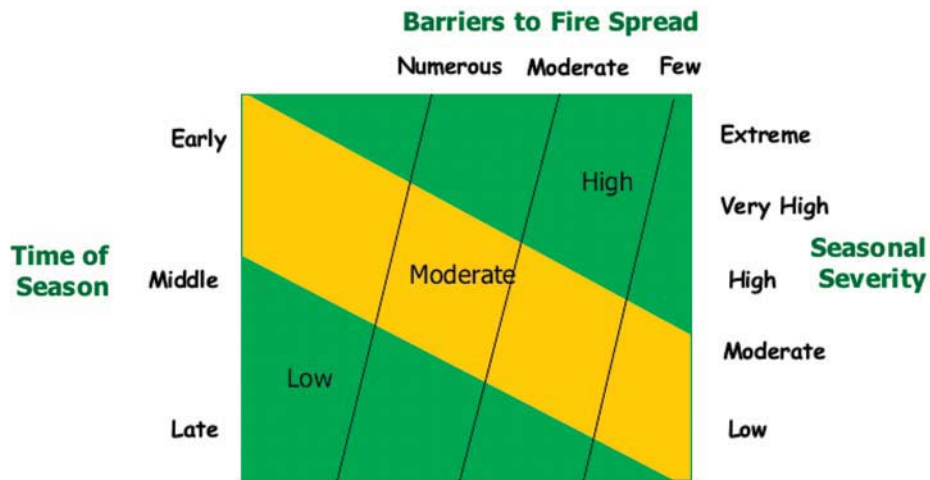 Barriers to Fire Spread
Numerous Moderate Few
Early
Extreme
High
Very High
Time of
Season
Middle
Moderate
High
Seasonal
Severity
Moderate
Low
Late
Low